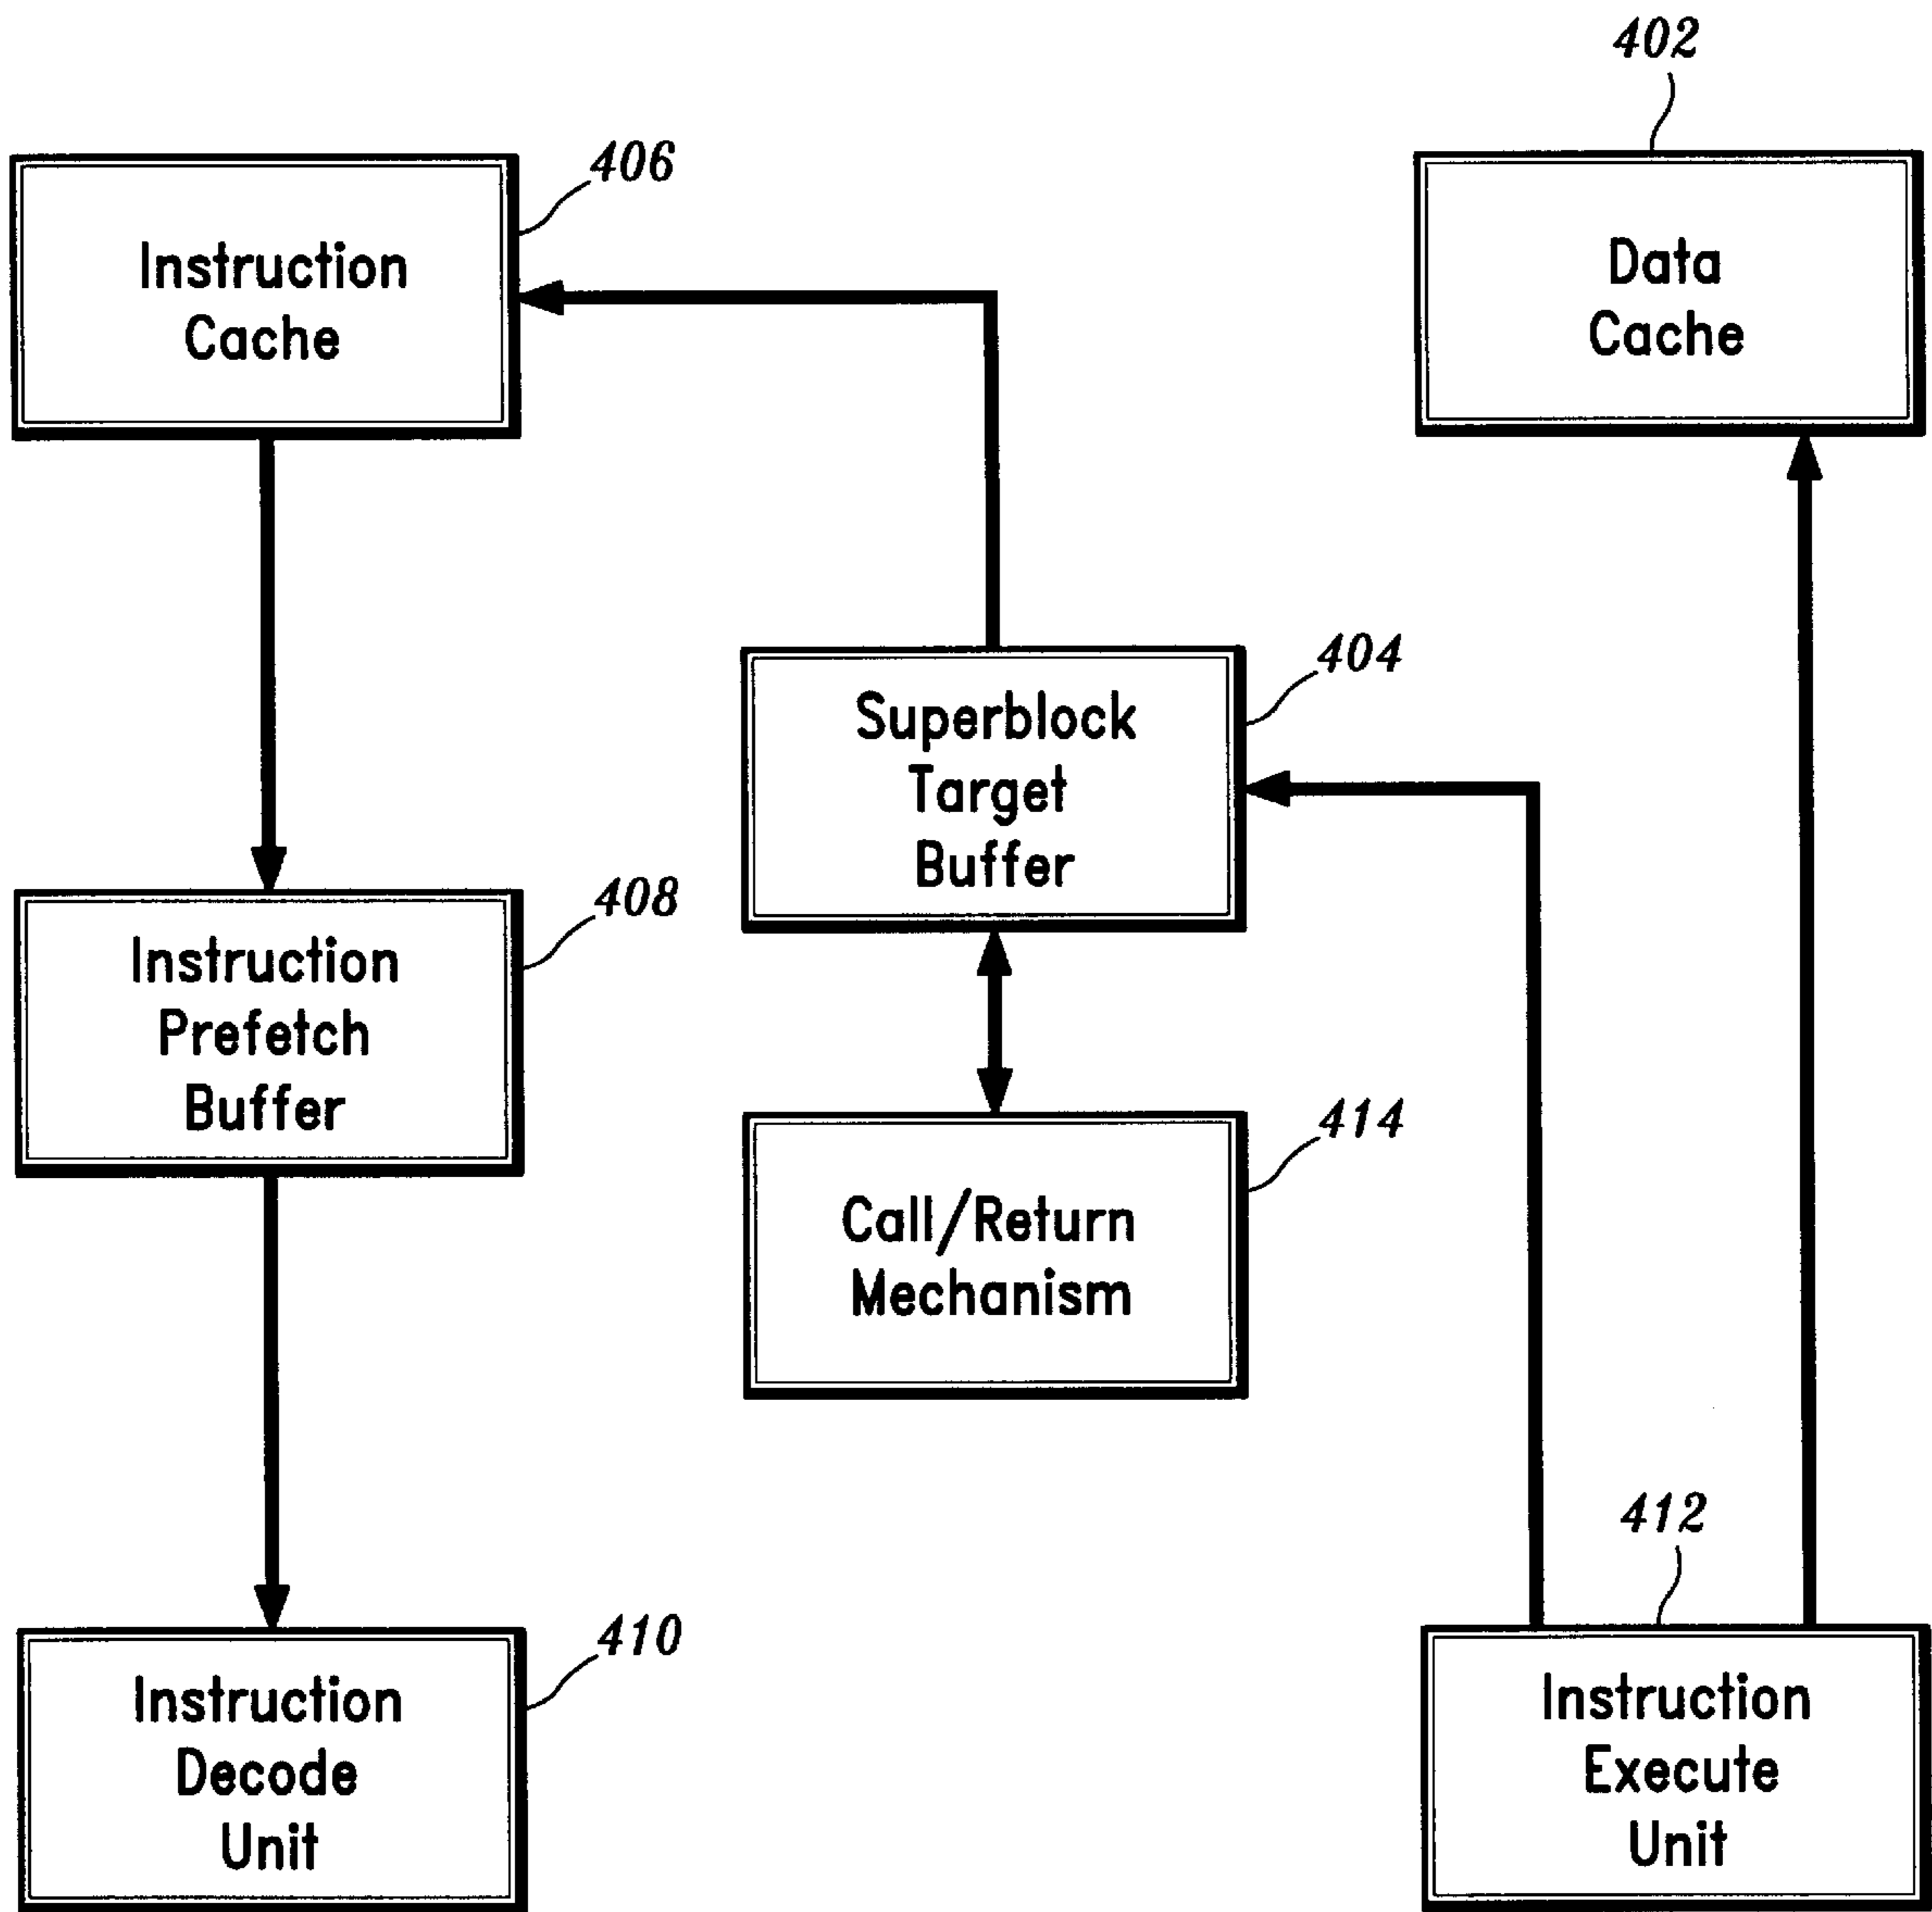 402
406
Instruction
Cache
Data
Cache
404
Superblock
Target
Buffer
408
Instruction
Prefetch
Buffer
414
Call/Return
Mechanism
412
410
Instruction
Decode
Unit
Instruction
Execute
Unit